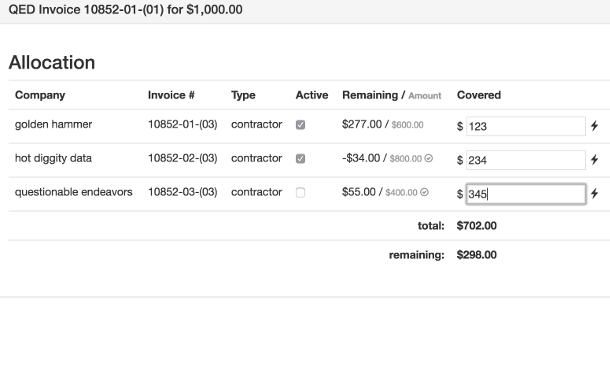 QED Invoice 10852-01-(01) for $1,000.00
Allocation
Company Invoice # Type Active Remaining / Amount Covered
golden hammer 10852-01-(03) contractor $277.00 / $600.00 $ 123
hot diggity data 10852-02-(03) contractor -$34.00 / $800.00 $ 234
questionable endeavors 10852-03-(03) contractor $55.00 / $400.00 $ 345
total: $702.00
remaining: $298.00